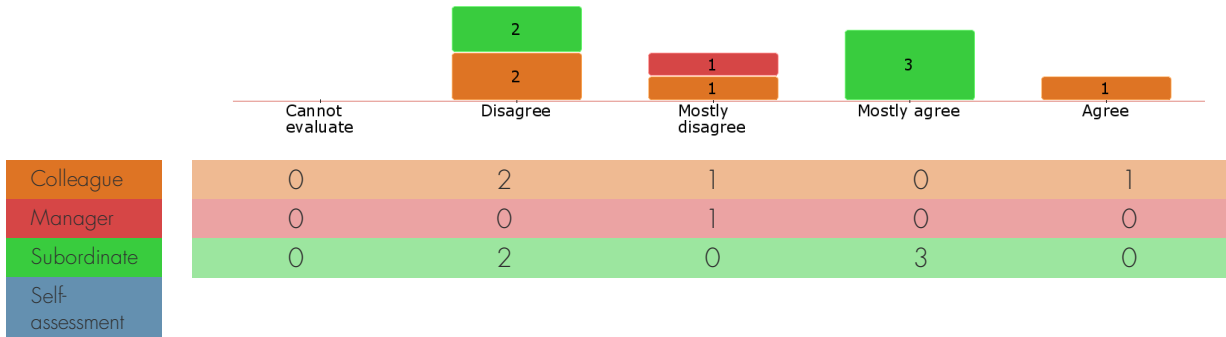 2
2
1
1
3
1
Cannot
evaluate
Disagree
Mostly
disagree
Mostly agree
Agree
Colleague 0 2 1 0 1
Manager 0 0 1 0 0
Subordinate 0 2 0 3 0
Self-
assessment